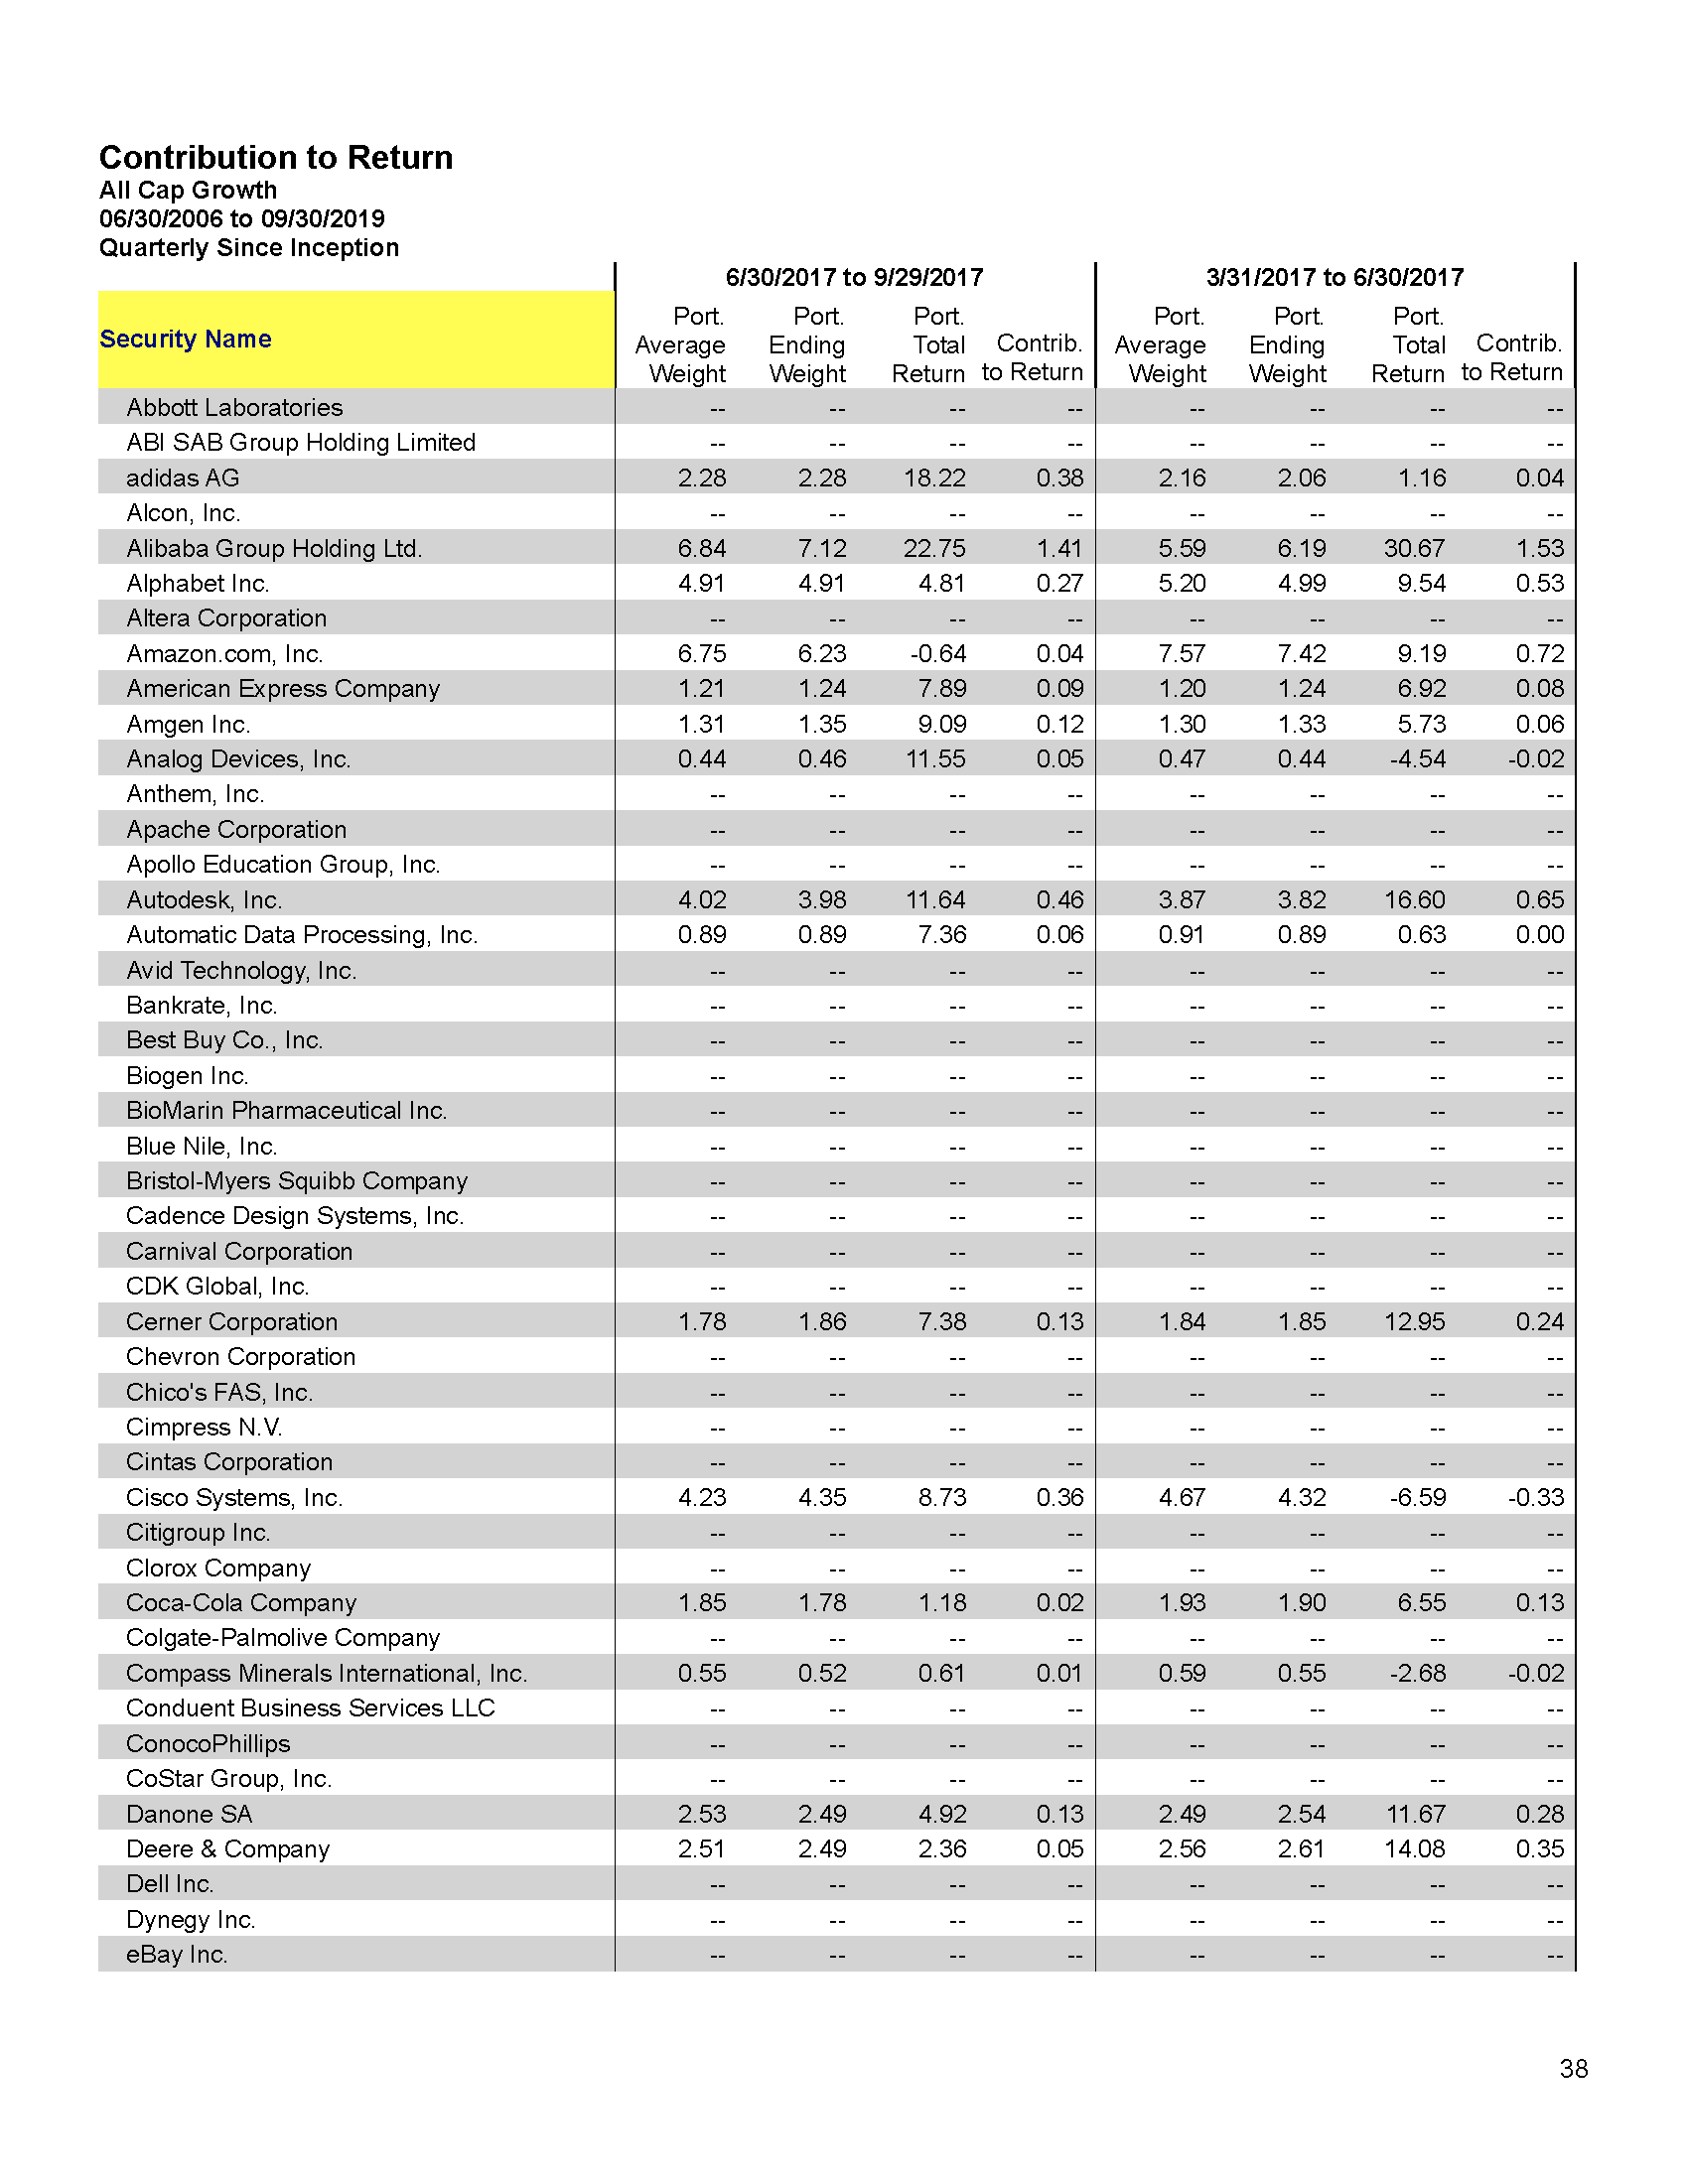 Contribution to Return
All Cap Growth
06/30/2006 to 09/30/2019
Quarterly Since Inception
6/30/2017 to 9/29/2017 3/31/2017 to 6/30/2017
Security Name
Port. Port. Port. Port. Port. Port.
Average Ending Total Contrib. Average Ending Total Contrib.
Weight Weight Return to Return Weight Weight Return to Return
Abbott Laboratories -- -- -- -- -- -- -- --
ABI SAB Group Holding Limited -- -- -- -- -- -- -- --
adidas AG 2.28 2.28 18.22 0.38 2.16 2.06 1.16 0.04
Alcon, Inc. -- -- -- -- -- -- -- --
Alibaba Group Holding Ltd. 6.84 7.12 22.75 1.41 5.59 6.19 30.67 1.53
Alphabet Inc. 4.91 4.91 4.81 0.27 5.20 4.99 9.54 0.53
Altera Corporation -- -- -- -- -- -- -- --
Amazon.com, Inc. 6.75 6.23 -0.64 0.04 7.57 7.42 9.19 0.72
American Express Company 1.21 1.24 7.89 0.09 1.20 1.24 6.92 0.08
Amgen Inc. 1.31 1.35 9.09 0.12 1.30 1.33 5.73 0.06
Analog Devices, Inc. 0.44 0.46 11.55 0.05 0.47 0.44 -4.54 -0.02
Anthem, Inc. -- -- -- -- -- -- -- --
Apache Corporation -- -- -- -- -- -- -- --
Apollo Education Group, Inc. -- -- -- -- -- -- -- --
Autodesk, Inc. 4.02 3.98 11.64 0.46 3.87 3.82 16.60 0.65
Automatic Data Processing, Inc. 0.89 0.89 7.36 0.06 0.91 0.89 0.63 0.00
Avid Technology, Inc. -- -- -- -- -- -- -- --
Bankrate, Inc. -- -- -- -- -- -- -- --
Best Buy Co., Inc. -- -- -- -- -- -- -- --
Biogen Inc. -- -- -- -- -- -- -- --
BioMarin Pharmaceutical Inc. -- -- -- -- -- -- -- --
Blue Nile, Inc. -- -- -- -- -- -- -- --
Bristol-Myers Squibb Company -- -- -- -- -- -- -- --
Cadence Design Systems, Inc. -- -- -- -- -- -- -- --
Carnival Corporation -- -- -- -- -- -- -- --
CDK Global, Inc. -- -- -- -- -- -- -- --
Cerner Corporation 1.78 1.86 7.38 0.13 1.84 1.85 12.95 0.24
Chevron Corporation -- -- -- -- -- -- -- --
Chico's FAS, Inc. -- -- -- -- -- -- -- --
Cimpress N.V. -- -- -- -- -- -- -- --
Cintas Corporation -- -- -- -- -- -- -- --
Cisco Systems, Inc. 4.23 4.35 8.73 0.36 4.67 4.32 -6.59 -0.33
Citigroup Inc. -- -- -- -- -- -- -- --
Clorox Company -- -- -- -- -- -- -- --
Coca-Cola Company 1.85 1.78 1.18 0.02 1.93 1.90 6.55 0.13
Colgate-Palmolive Company -- -- -- -- -- -- -- --
Compass Minerals International, Inc. 0.55 0.52 0.61 0.01 0.59 0.55 -2.68 -0.02
Conduent Business Services LLC -- -- -- -- -- -- -- --
ConocoPhillips -- -- -- -- -- -- -- --
CoStar Group, Inc. -- -- -- -- -- -- -- --
Danone SA 2.53 2.49 4.92 0.13 2.49 2.54 11.67 0.28
Deere & Company 2.51 2.49 2.36 0.05 2.56 2.61 14.08 0.35
Dell Inc. -- -- -- -- -- -- -- --
Dynegy Inc. -- -- -- -- -- -- -- --
eBay Inc. -- -- -- -- -- -- -- --
38